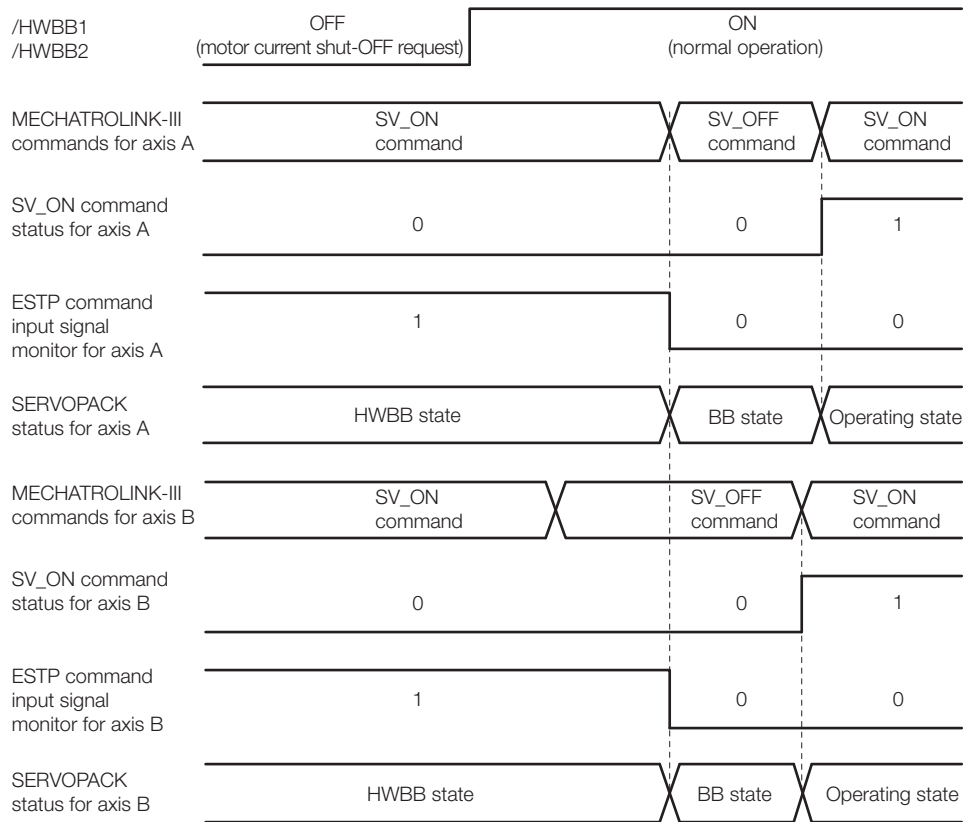 /HWBB1
/HWBB2
OFF
(motor current shut-OFF request)
ON
(normal operation)
MECHATROLINK-III
commands for axis A
SV_ON
command
SV_OFF
command
SV_ON
command
SV_ON command
status for axis A
0
0
1
ESTP command
input signal
monitor for axis A
1
0
0
SERVOPACK
status for axis A
HWBB state
BB state
Operating state
MECHATROLINK-III
commands for axis B
SV_ON
command
SV_OFF
command
SV_ON
command
SV_ON command
status for axis B
0
0
1
ESTP command
input signal
monitor for axis B
1
0
0
SERVOPACK
status for axis B
HWBB state
BB state
Operating state